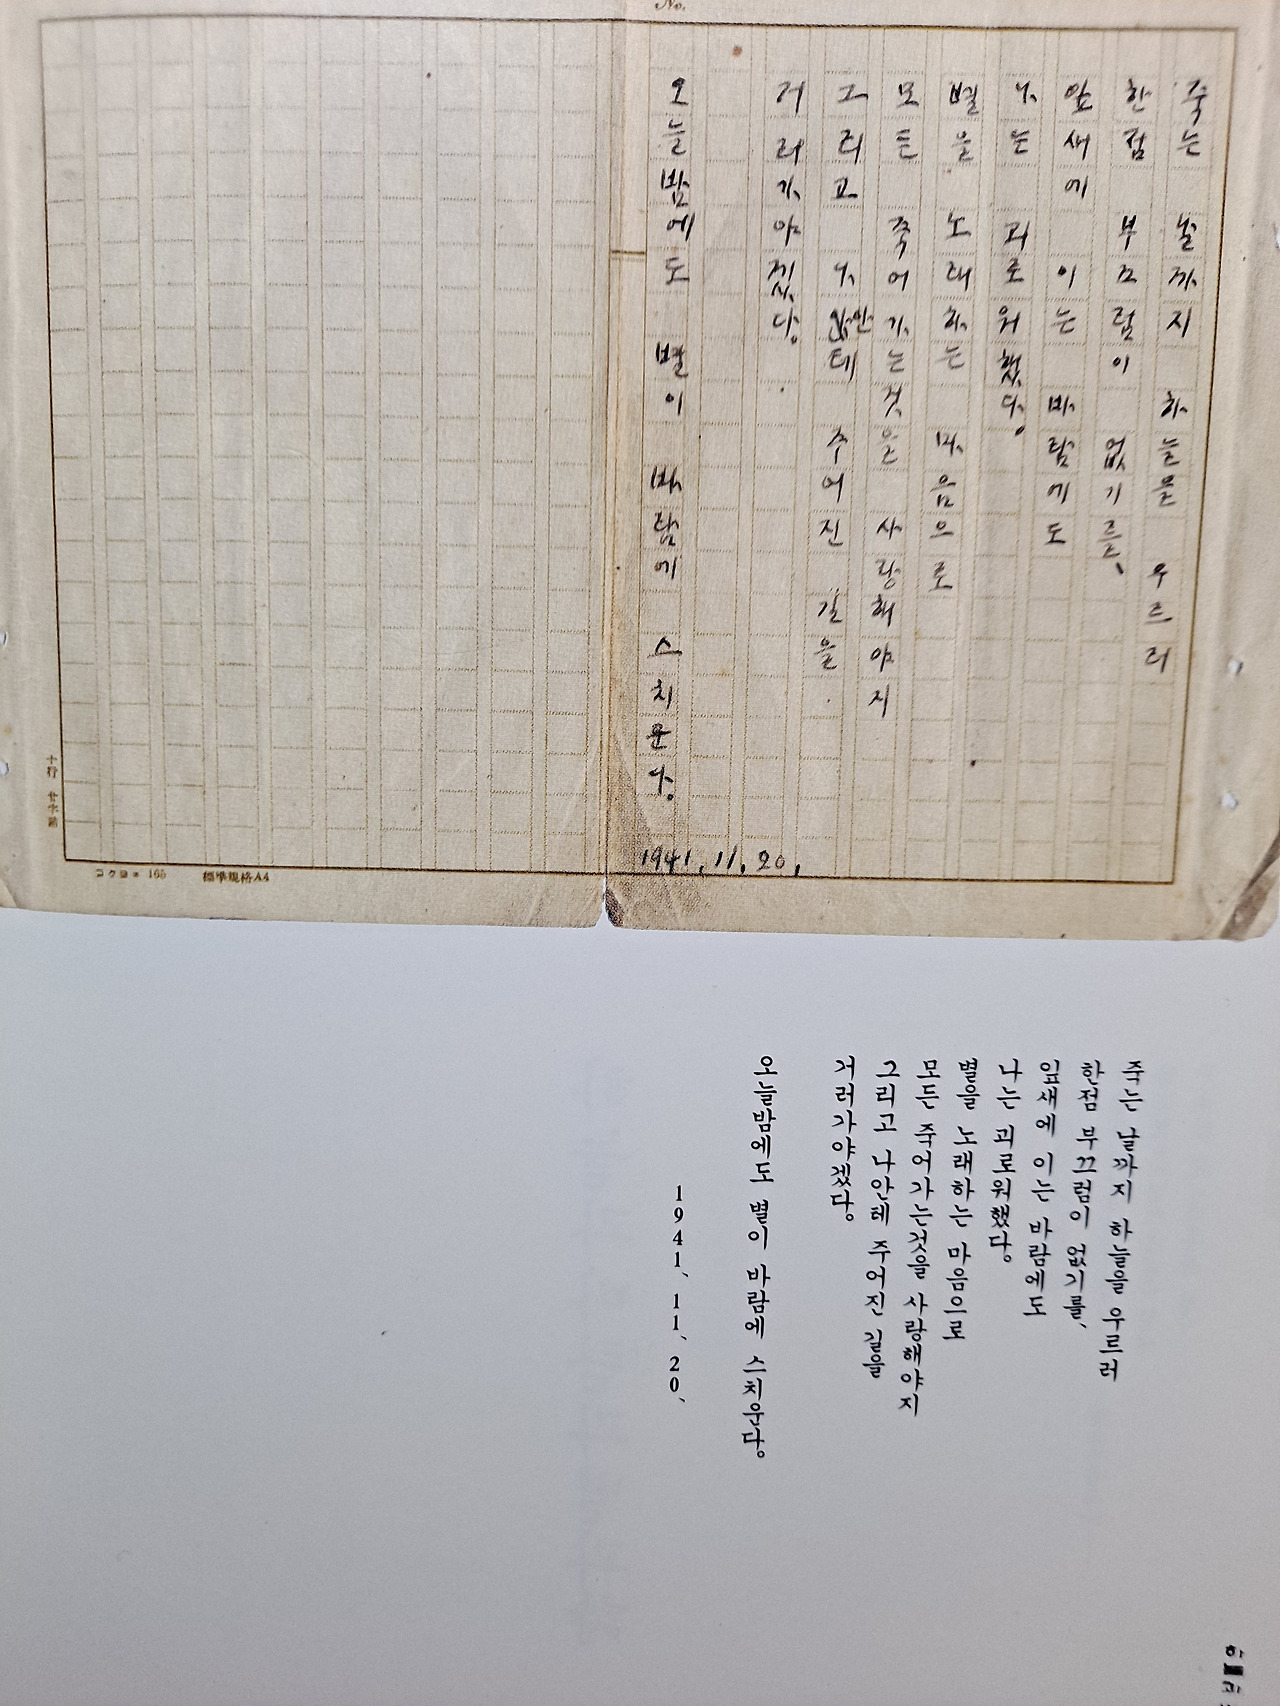 No.
죽는 날까지 하늘을 우르러
한점 부끄럼이 없기를、
잎새에 이는 바람에도
나는 괴로워했다。
별을 노래하는 마음으로
모든 죽어가는것을 사랑해야지
그리고 나안테 주어진 길을
거러가야겠다.
오늘밤에도 별이 바람에 스치운다。
1941. 11. 20.
十行 廿字詰
コクヨ 165 標準規格A4
죽는 날까지 하늘을 우르러
한점 부끄럼이 없기를、
잎새에 이는 바람에도
나는 괴로워했다。
별을 노래하는 마음으로
모든 죽어가는것을 사랑해야지
그리고 나안테 주어진 길을
거러가야겠다。
오늘밤에도 별이 바람에 스치운다。
1941、11、20、